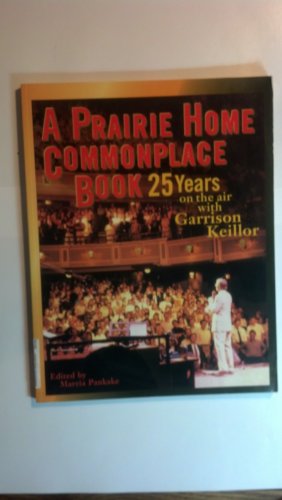 A PRAIRIE HOME
COMMONPLACE
BOOK 25 Years
on the air
with
Garrison
Keillor
Edited by
Marcia Pankake